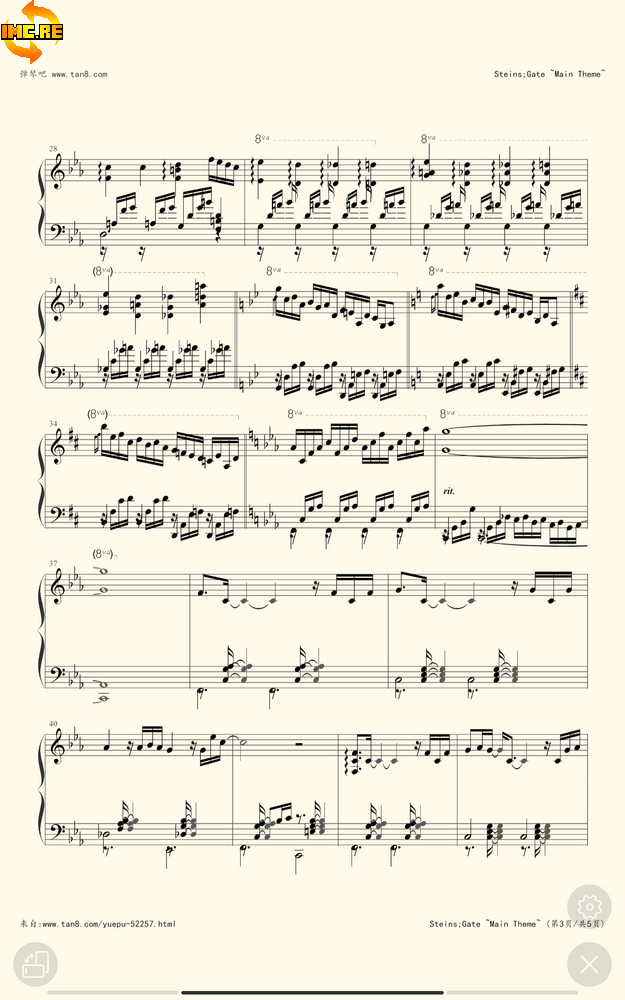 IMC.RE
弹琴吧 www.tan8.com
Steins;Gate ~Main Theme~
28
8va
8va
31
(8va)
8va
8va
34
(8va)
8va
8va
rit.
37
(8va)
40
来自:www.tan8.com/yuepu-52257.html
Steins;Gate ~Main Theme~ (第3页/共5页)